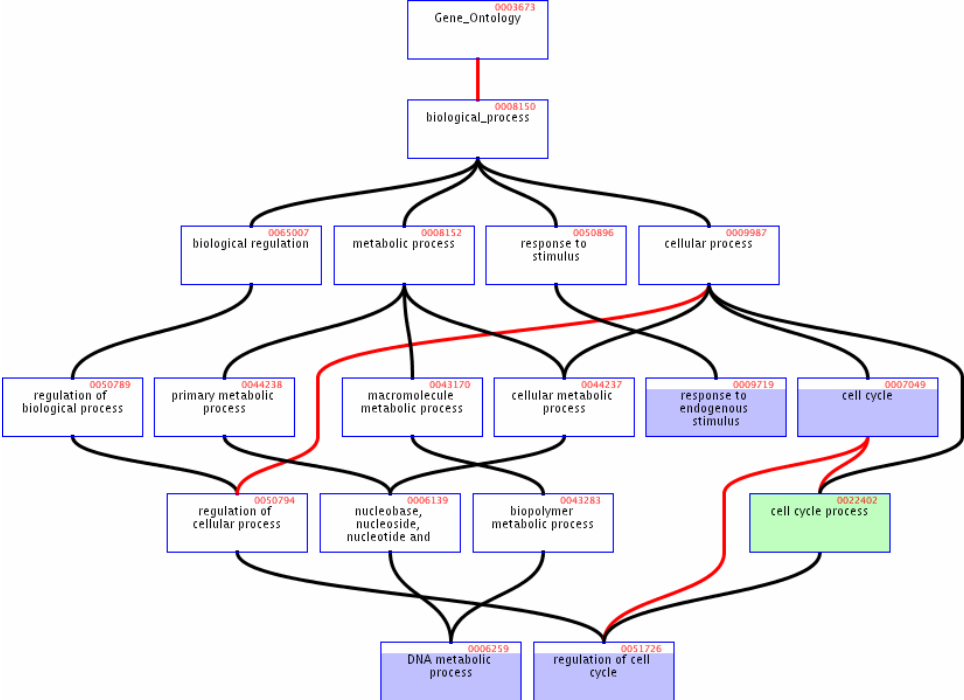 0003673
Gene_Ontology
0008150
biological_process
0065007
biological regulation
0008152
metabolic process
0050896
response to
stimulus
0009987
cellular process
0050789
regulation of
biological process
0044238
primary metabolic
process
0043170
macromolecule
metabolic process
0044237
cellular metabolic
process
0009719
response to
endogenous
stimulus
0007049
cell cycle
0050794
regulation of
cellular process
0006139
nucleobase,
nucleoside,
nucleotide and
0043283
biopolymer
metabolic process
0022402
cell cycle process
0006259
DNA metabolic
process
0051726
regulation of cell
cycle